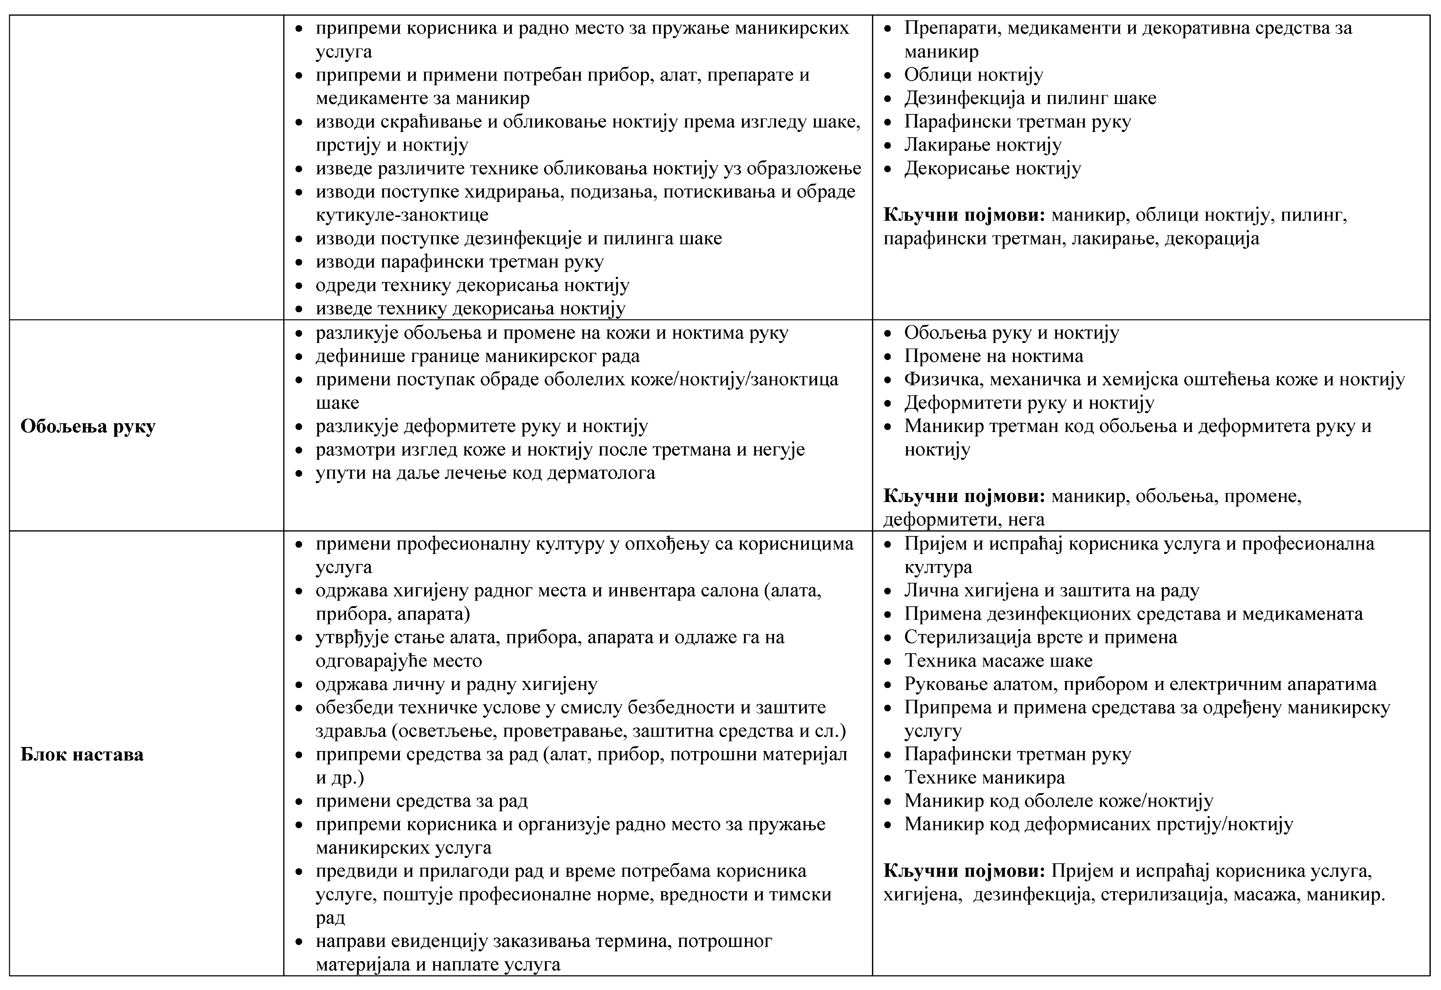 • припреми корисника и радно место за пружање маникирских
услуга
• припреми и примени потребан прибор, алат, препарате и
медикаменте за маникир
• изводи скраћивање и обликовање ноктију према изгледу шаке,
прстију и ноктију
• изведе различите технике обликовања ноктију уз образложење
• изводи поступке хидрирања, подизања, потискивања и обраде
кутикуле-заноктице
• изводи поступке дезинфекције и пилинга шаке
• изводи парафински третман руку
• одреди технику декорисања ноктију
• изведе технику декорисања ноктију
• Препарати, медикаменти и декоративна средства за
маникир
• Облици ноктију
• Дезинфекција и пилинг шаке
• Парафински третман руку
• Лакирање ноктију
• Декорисање ноктију
Кључни појмови: маникир, облици ноктију, пилинг,
парафински третман, лакирање, декорација
Обољења руку
• разликује обољења и промене на кожи и ноктима руку
• дефинише границе маникирског рада
• примени поступак обраде оболелих коже/ноктију/заноктица
шаке
• разликује деформитете руку и ноктију
• размотри изглед коже и ноктију после третмана и негује
• упути на даље лечење код дерматолога
• Обољења руку и ноктију
• Промене на ноктима
• Физичка, механичка и хемијска оштећења коже и ноктију
• Деформитети руку и ноктију
• Маникир третман код обољења и деформитета руку и
ноктију
Кључни појмови: маникир, обољења, промене,
деформитети, нега
Блок настава
• примени професионалну културу у опхођењу са корисницима
услуга
• одржава хигијену радног места и инвентара салона (алата,
прибора, апарата)
• утврђује стање алата, прибора, апарата и одлаже га на
одговарајуће место
• одржава личну и радну хигијену
• обезбеди техничке услове у смислу безбедности и заштите
здравља (осветљење, проветравање, заштитна средства и сл.)
• припреми средства за рад (алат, прибор, потрошни материјал
и др.)
• примени средства за рад
• припреми корисника и организује радно место за пружање
маникирских услуга
• предвиди и прилагоди рад и време потребама корисника
услуге, поштује професионалне норме, вредности и тимски
рад
• направи евиденцију заказивања термина, потрошног
материјала и наплате услуга
• Пријем и испраћај корисника услуга и професионална
култура
• Лична хигијена и заштита на раду
• Примена дезинфекционих средстава и медикамената
• Стерилизација врсте и примена
• Техника масаже шаке
• Руковање алатом, прибором и електричним апаратима
• Припрема и примена средстава за одређену маникирску
услугу
• Парафински третман руку
• Технике маникира
• Маникир код оболеле коже/ноктију
• Маникир код деформисаних прстију/ноктију
Кључни појмови: Пријем и испраћај корисника услуга,
хигијена, дезинфекција, стерилизација, масажа, маникир.